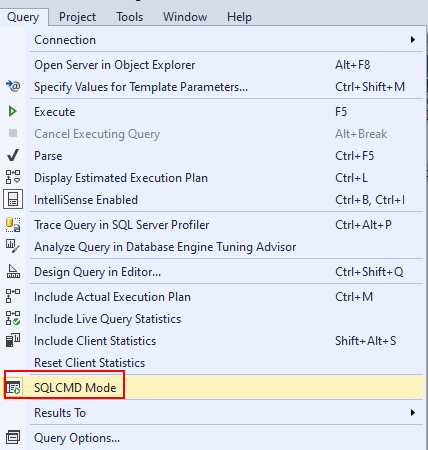 Query Project Tools Window Help
Connection
Open Server in Object Explorer Alt+F8
Specify Values for Template Parameters... Ctrl+Shift+M
Execute F5
Cancel Executing Query Alt+Break
Parse Ctrl+F5
Display Estimated Execution Plan Ctrl+L
IntelliSense Enabled Ctrl+B, Ctrl+I
Trace Query in SQL Server Profiler Ctrl+Alt+P
Analyze Query in Database Engine Tuning Advisor
Design Query in Editor... Ctrl+Shift+Q
Include Actual Execution Plan Ctrl+M
Include Live Query Statistics
Include Client Statistics Shift+Alt+S
Reset Client Statistics
SQLCMD Mode
Results To
Query Options...